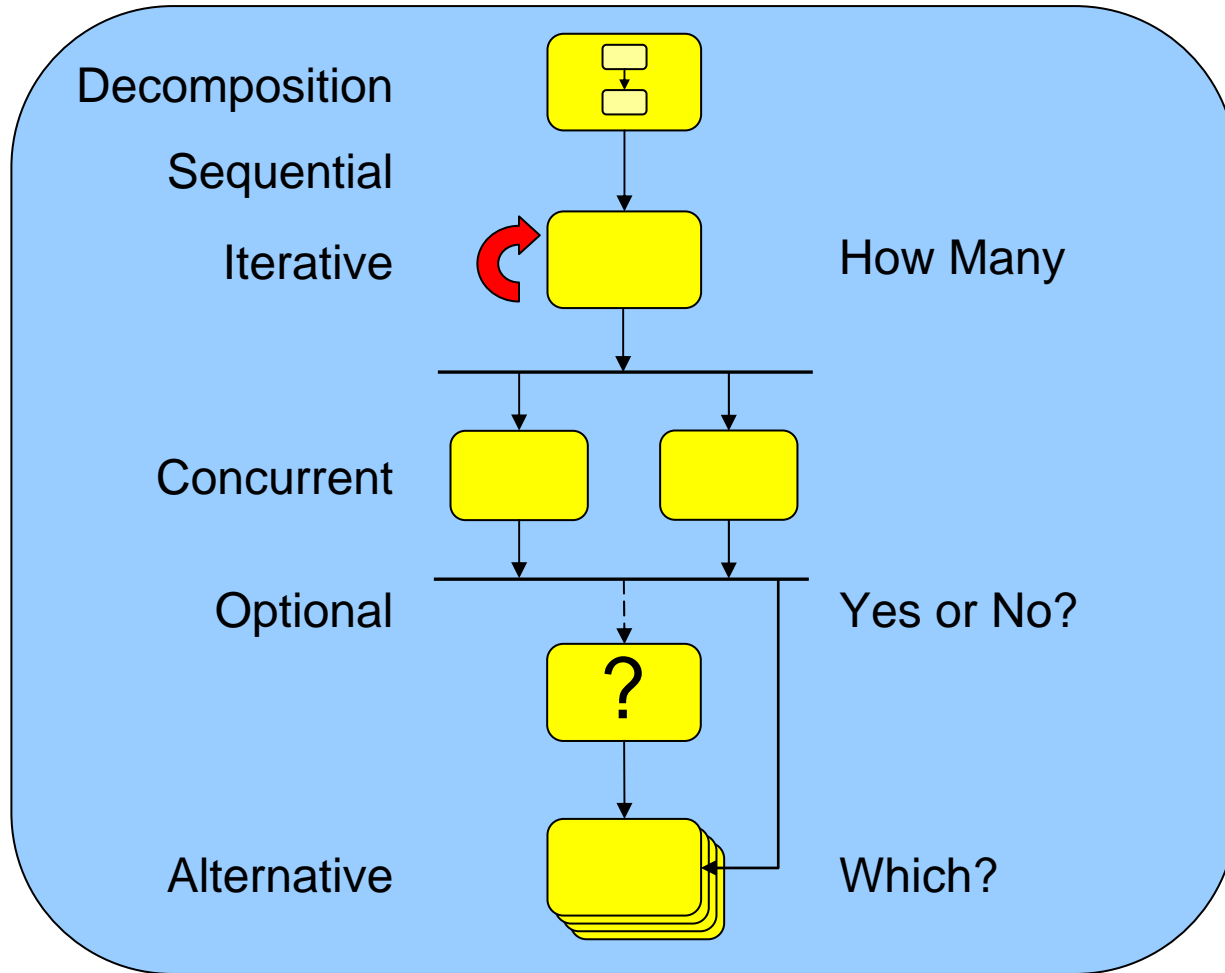 Decomposition
Sequential
Iterative
How Many
Concurrent
Optional
Yes or No?
?
Alternative
Which?